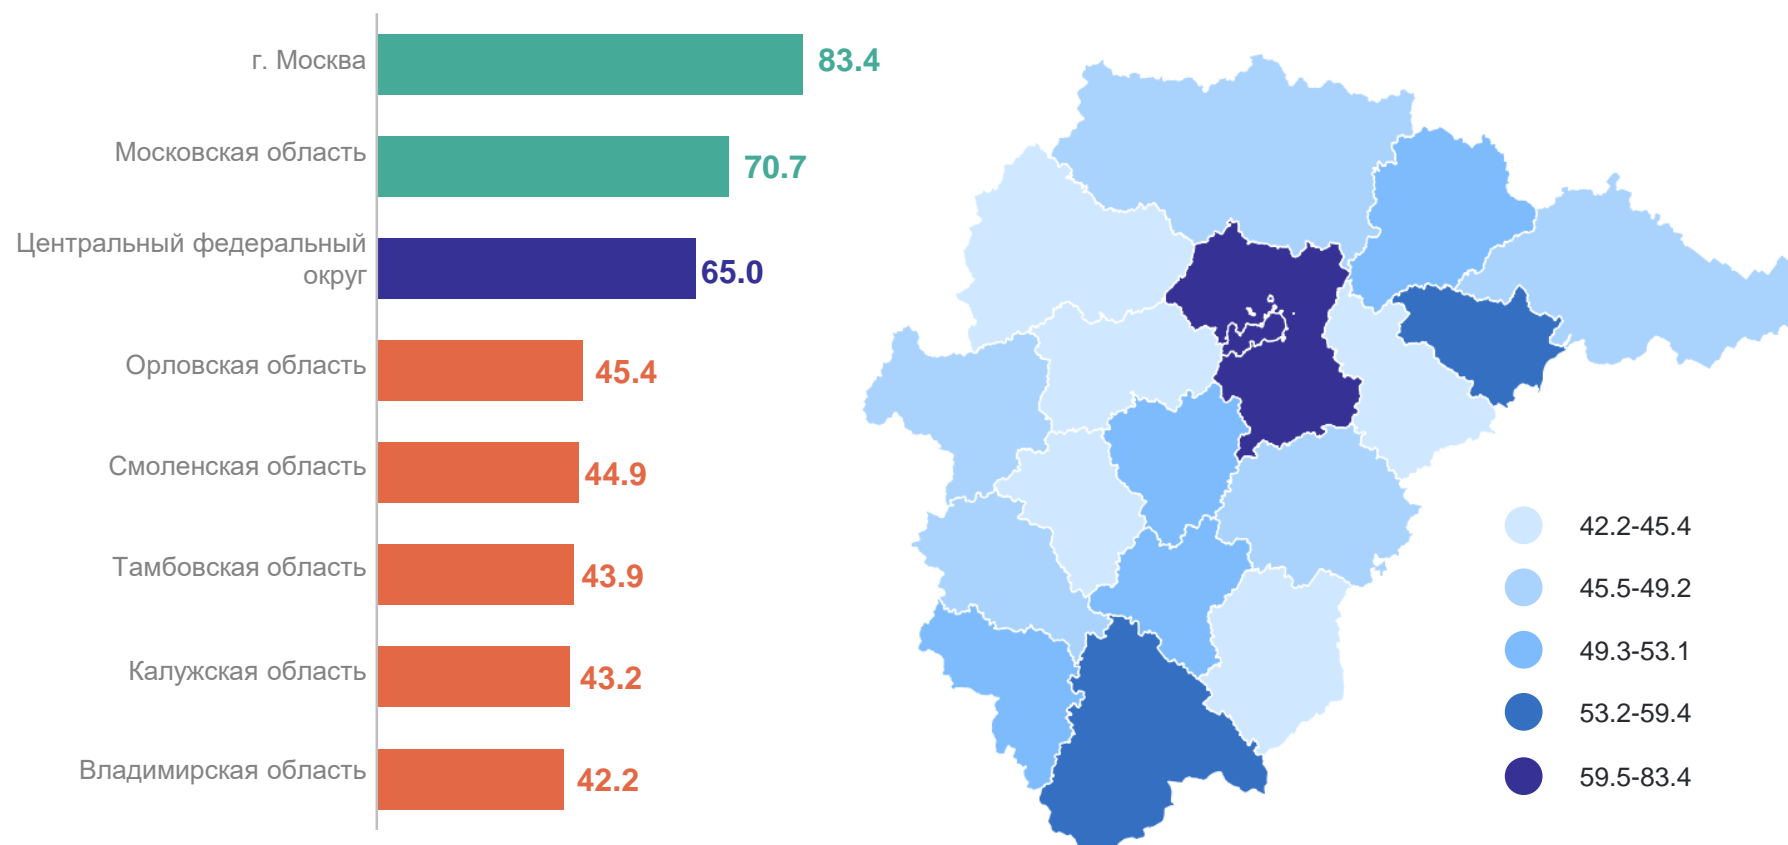 г. Москва
83.4
Московская область
70.7
Центральный федеральный
округ
65.0
Орловская область
45.4
Смоленская область
44.9
Тамбовская область
43.9
Калужская область
43.2
Владимирская область
42.2
42.2-45.4
45.5-49.2
49.3-53.1
53.2-59.4
59.5-83.4